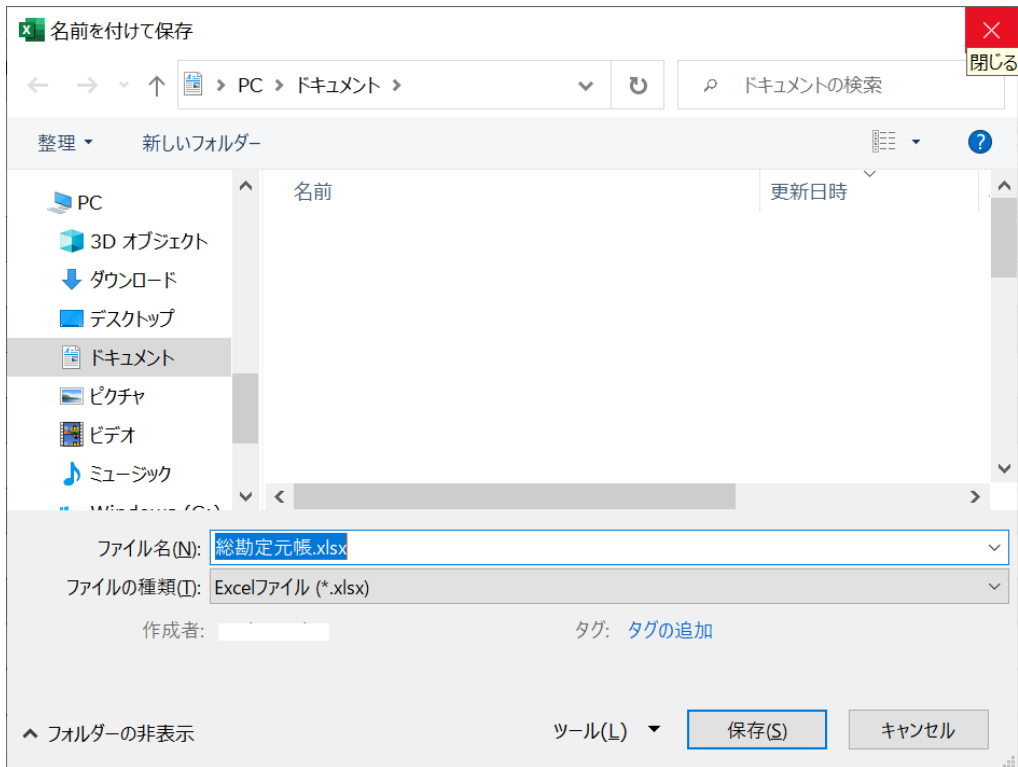 名前を付けて保存
閉じる
PC ドキュメント
ドキュメントの検索
整理 新しいフォルダー
名前 更新日時
PC
3D オブジェクト
ダウンロード
デスクトップ
ドキュメント
ピクチャ
ビデオ
ミュージック
Windows (C:)
ファイル名(N): 総勘定元帳.xlsx
ファイルの種類(T): Excelファイル (*.xlsx)
作成者: タグ: タグの追加
フォルダーの非表示 ツール(L) 保存(S) キャンセル